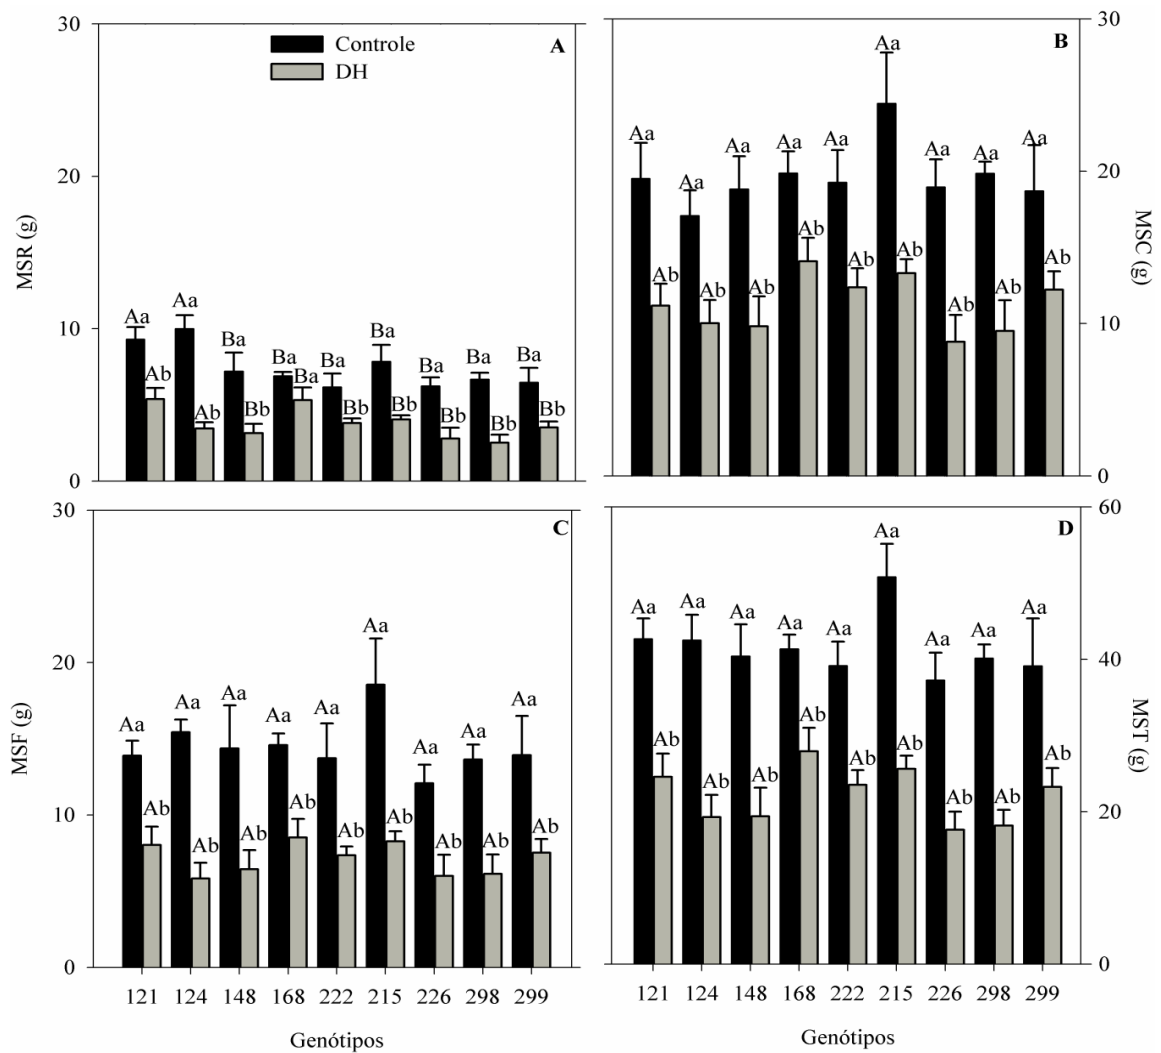 30
20
10
0
MSR (g)
Controle
DH
A
Aa Aa Ba Ba Ba Ba Ba Ba Ba
Ab Ab Bb Ba Bb Bb Bb Bb Bb
B
30
20
10
0
MSC (g)
Aa Aa Aa Aa Aa Aa Aa Aa Aa
Ab Ab Ab Ab Ab Ab Ab Ab Ab
C
30
20
10
0
MSF (g)
Aa Aa Aa Aa Aa Aa Aa Aa Aa
Ab Ab Ab Ab Ab Ab Ab Ab Ab
121 124 148 168 222 215 226 298 299
Genótipos
D
60
40
20
0
MST (g)
Aa Aa Aa Aa Aa Aa Aa Aa Aa
Ab Ab Ab Ab Ab Ab Ab Ab Ab
121 124 148 168 222 215 226 298 299
Genótipos